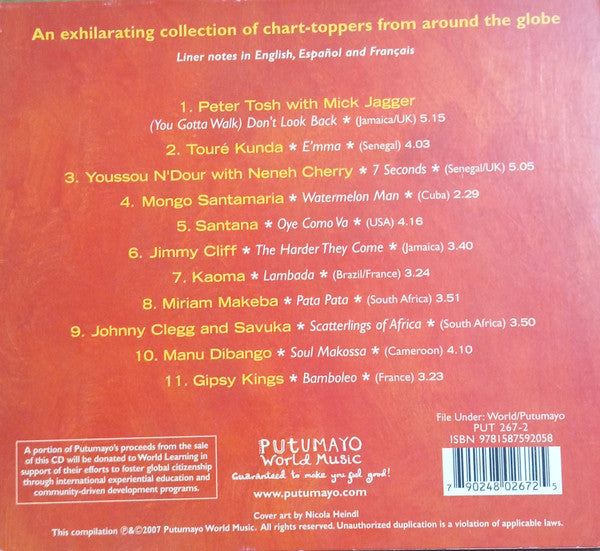 An exhilarating collection of chart-toppers from around the globe
Liner notes in English, Español and Français
1. Peter Tosh with Mick Jagger
(You Gotta Walk) Don't Look Back * (Jamaica/UK) 5.15
2. Touré Kunda * E'mma * (Senegal) 4.03
3. Youssou N'Dour with Neneh Cherry * 7 Seconds * (Senegal/UK) 5.05
4. Mongo Santamaria * Watermelon Man * (Cuba) 2.29
5. Santana * Oye Como Va * (USA) 4.16
6. Jimmy Cliff * The Harder They Come * (Jamaica) 3.40
7. Kaoma * Lambada * (Brazil/France) 3.24
8. Miriam Makeba * Pata Pata * (South Africa) 3.51
9. Johnny Clegg and Savuka * Scatterlings of Africa * (South Africa) 3.50
10. Manu Dibango * Soul Makossa * (Cameroon) 4.10
11. Gipsy Kings * Bamboleo * (France) 3.23
A portion of Putumayo's proceeds from the sale
of this CD will be donated to World Learning in
support of their efforts to foster global citizenship
through international experiential education and
community-driven development programs.
PUTUMAYO
World Music
Guaranteed to make you feel good!
www.putumayo.com
File Under: World/Putumayo
PUT 267-2
ISBN 9781587592058
7 90248 02672 5
Cover art by Nicola Heindl
This compilation ℗&©2007 Putumayo World Music. All rights reserved. Unauthorized duplication is a violation of applicable laws.